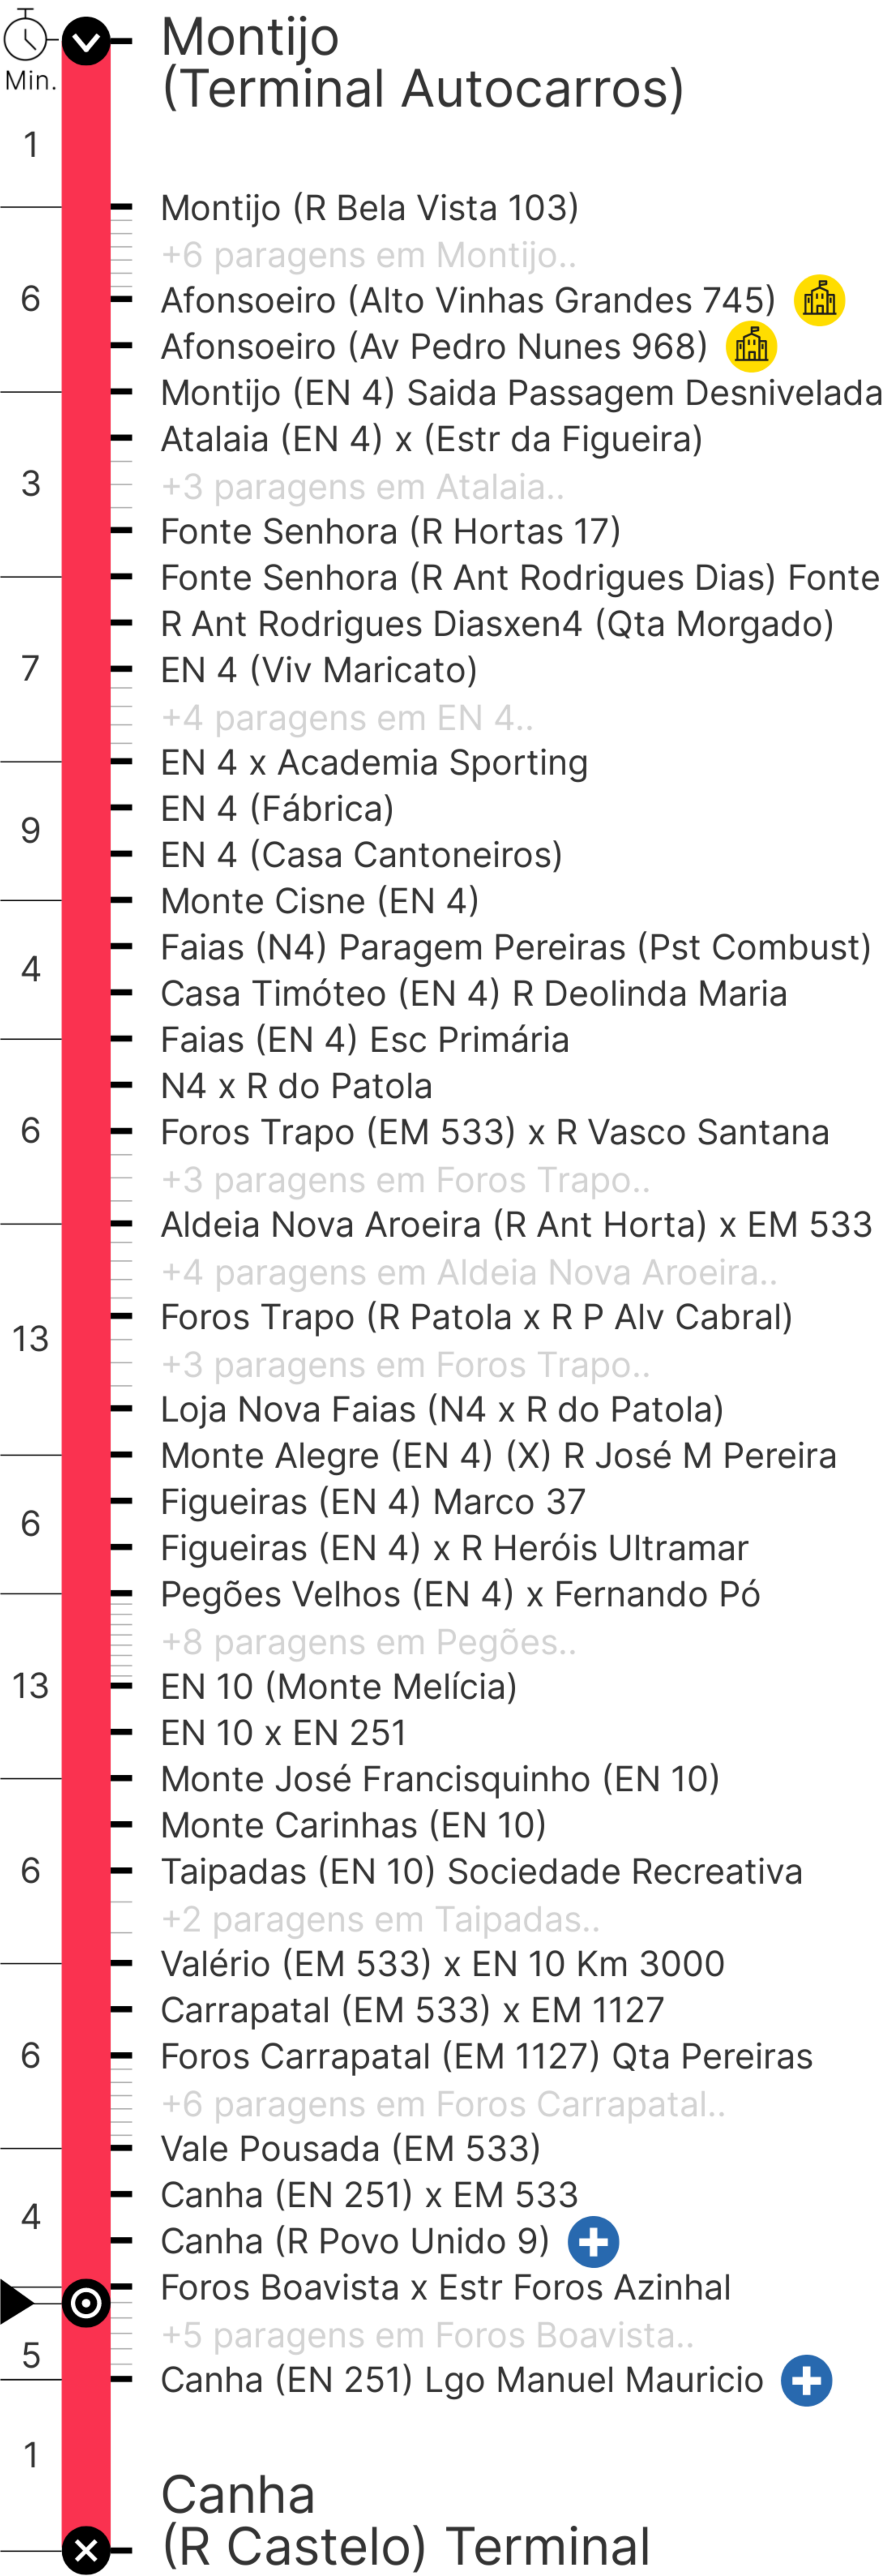 Montijo
(Terminal Autocarros)
Min.
1
Montijo (R Bela Vista 103)
+6 paragens em Montijo..
6
Afonsoeiro (Alto Vinhas Grandes 745)
Afonsoeiro (Av Pedro Nunes 968)
Montijo (EN 4) Saida Passagem Desnivelada
Atalaia (EN 4) x (Estr da Figueira)
3
+3 paragens em Atalaia..
Fonte Senhora (R Hortas 17)
Fonte Senhora (R Ant Rodrigues Dias) Fonte
R Ant Rodrigues Diasxen4 (Qta Morgado)
7
EN 4 (Viv Maricato)
+4 paragens em EN 4..
EN 4 x Academia Sporting
EN 4 (Fábrica)
9
EN 4 (Casa Cantoneiros)
Monte Cisne (EN 4)
Faias (N4) Paragem Pereiras (Pst Combust)
4
Casa Timóteo (EN 4) R Deolinda Maria
Faias (EN 4) Esc Primária
N4 x R do Patola
6
Foros Trapo (EM 533) x R Vasco Santana
+3 paragens em Foros Trapo..
Aldeia Nova Aroeira (R Ant Horta) x EM 533
+4 paragens em Aldeia Nova Aroeira..
Foros Trapo (R Patola x R P Alv Cabral)
13
+3 paragens em Foros Trapo..
Loja Nova Faias (N4 x R do Patola)
Monte Alegre (EN 4) (X) R José M Pereira
Figueiras (EN 4) Marco 37
6
Figueiras (EN 4) x R Heróis Ultramar
Pegões Velhos (EN 4) x Fernando Pó
+8 paragens em Pegões..
13
EN 10 (Monte Melícia)
EN 10 x EN 251
Monte José Francisquinho (EN 10)
Monte Carinhas (EN 10)
6
Taipadas (EN 10) Sociedade Recreativa
+2 paragens em Taipadas..
Valério (EM 533) x EN 10 Km 3000
Carrapatal (EM 533) x EM 1127
6
Foros Carrapatal (EM 1127) Qta Pereiras
+6 paragens em Foros Carrapatal..
Vale Pousada (EM 533)
Canha (EN 251) x EM 533
4
Canha (R Povo Unido 9)
Foros Boavista x Estr Foros Azinhal
+5 paragens em Foros Boavista..
5
Canha (EN 251) Lgo Manuel Mauricio
1
Canha
(R Castelo) Terminal